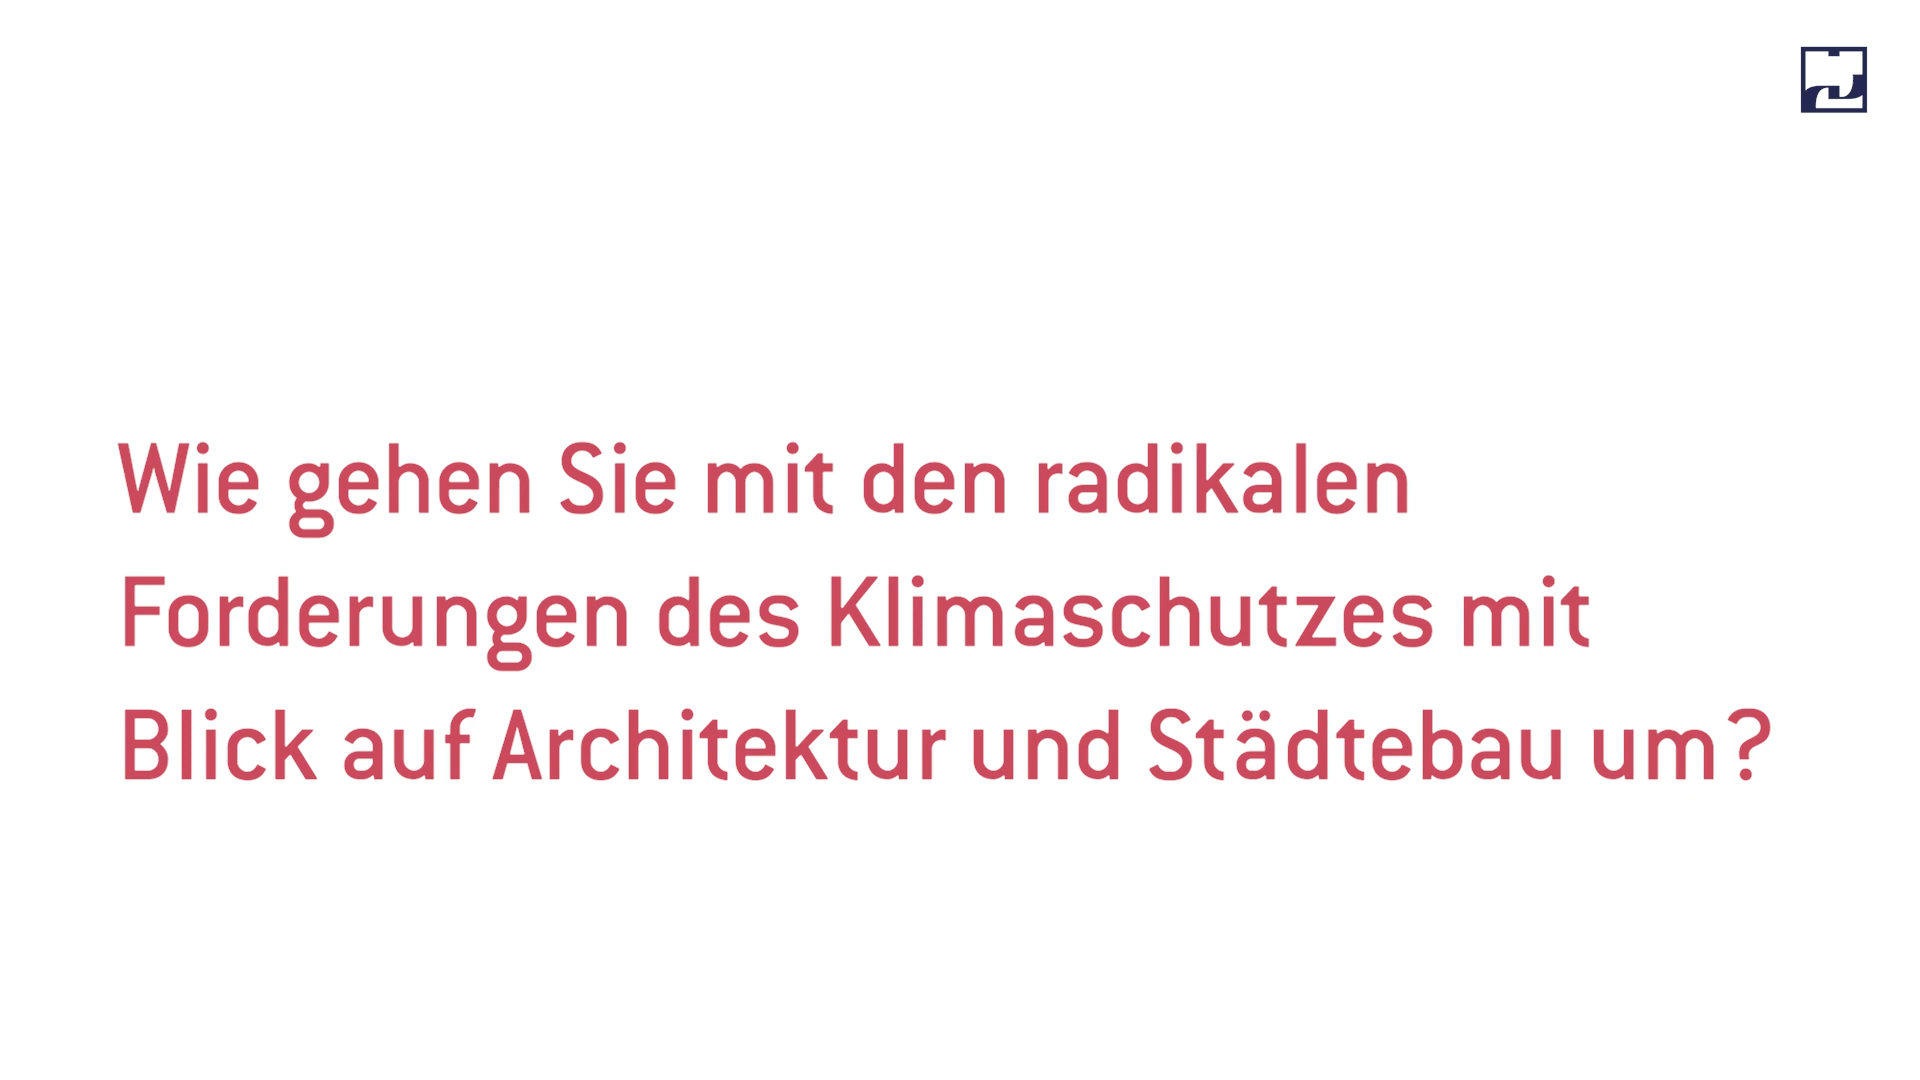 Wie gehen Sie mit den radikalen
Forderungen des Klimaschutzes mit
Blick auf Architektur und Städtebau um?